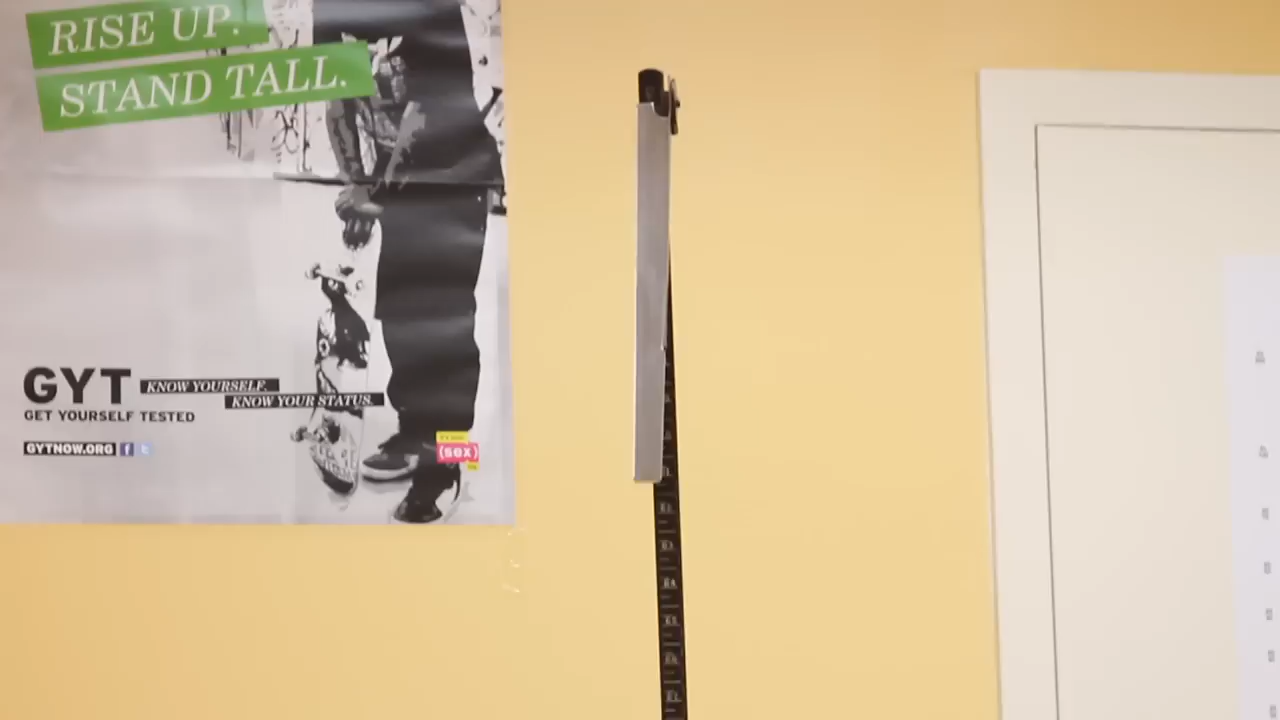 RISE UP.
STAND TALL.
GYT
KNOW YOURSELF.
KNOW YOUR STATUS.
GET YOURSELF TESTED
GYTNOW.ORG f t
(sex)